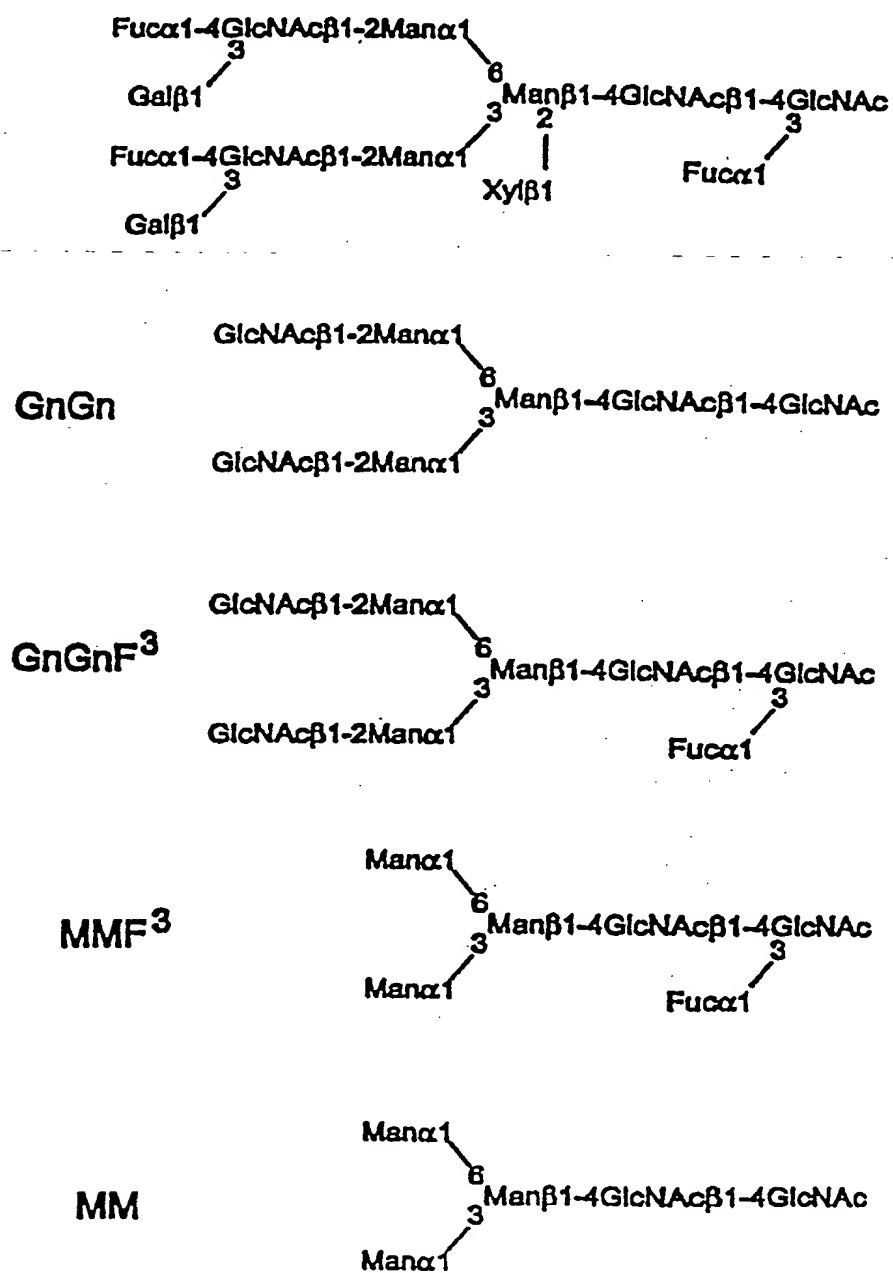 Fucα1-4GlcNAcβ1-2Manα1
3
6
Galβ1
Manβ1-4GlcNAcβ1-4GlcNAc
3
2
3
Fucα1-4GlcNAcβ1-2Manα1
3
Xylβ1
Fucα1
Galβ1
GlcNAcβ1-2Manα1
6
GnGn
Manβ1-4GlcNAcβ1-4GlcNAc
3
GlcNAcβ1-2Manα1
GlcNAcβ1-2Manα1
6
GnGnF³
Manβ1-4GlcNAcβ1-4GlcNAc
3
3
GlcNAcβ1-2Manα1
Fucα1
Manα1
6
MMF³
Manβ1-4GlcNAcβ1-4GlcNAc
3
3
Manα1
Fucα1
Manα1
6
MM
Manβ1-4GlcNAcβ1-4GlcNAc
3
Manα1